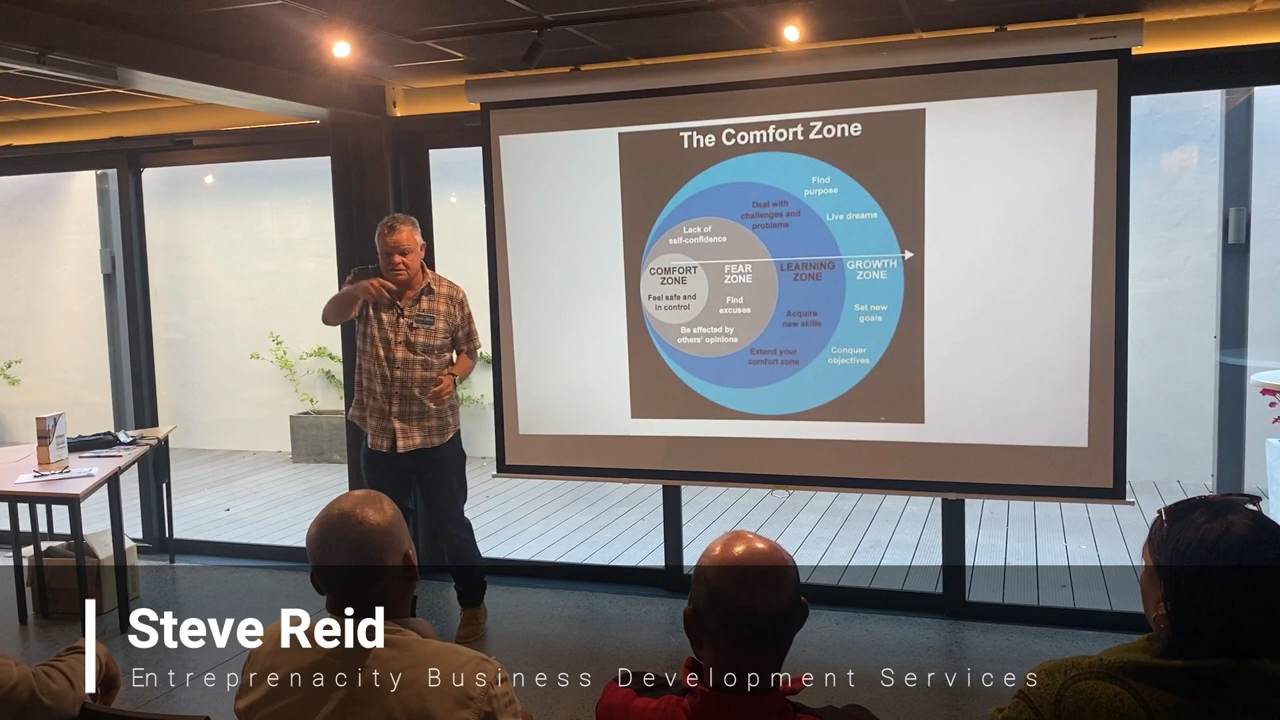 The Comfort Zone
Find
purpose
Deal with
challenges and
problems
Live dreams
Lack of
self-confidence
COMFORT
ZONE
FEAR
ZONE
LEARNING
ZONE
GROWTH
ZONE
Feel safe and
in control
Find
excuses
Set new
goals
Acquire
new skills
Be affected by
others' opinions
Extend your
comfort zone
Conquer
objectives
Steve Reid
Entreprenacity Business Development Services